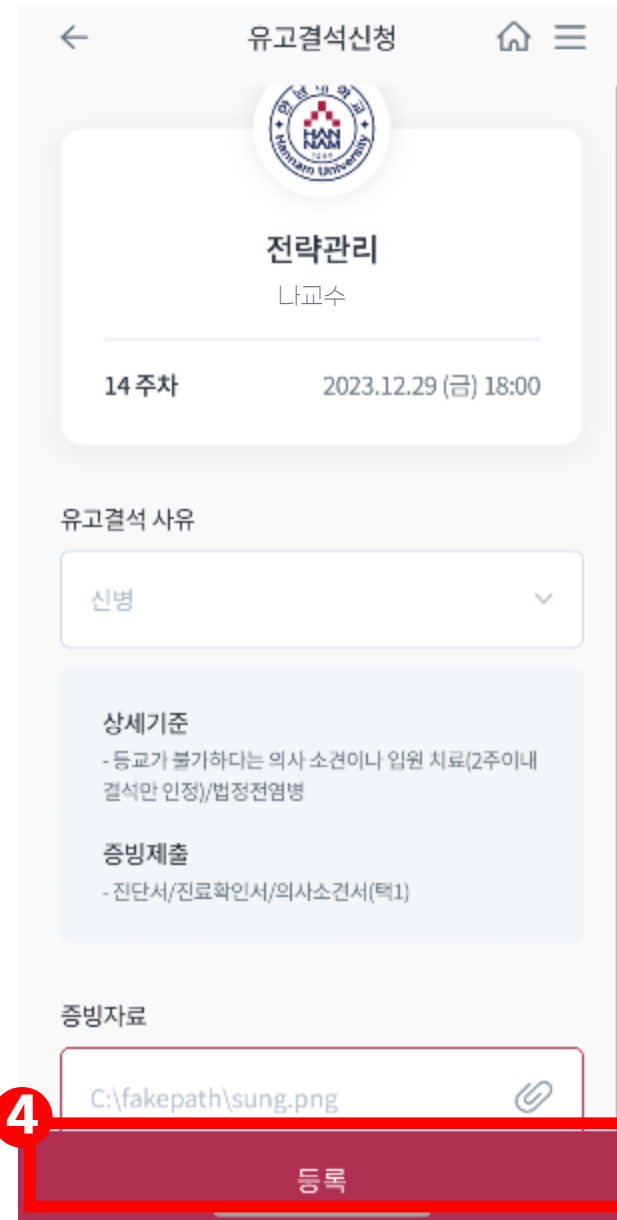 유고결석신청
HAN
NAM
Hannam University
전략관리
나교수
14 주차 2023.12.29 (금) 18:00
유고결석 사유
신병
상세기준
- 등교가 불가하다는 의사 소견이나 입원 치료(2주이내
결석만 인정)/법정전염병
증빙제출
- 진단서/진료확인서/의사소견서(택1)
증빙자료
C:\fakepath\sung.png
4
등록